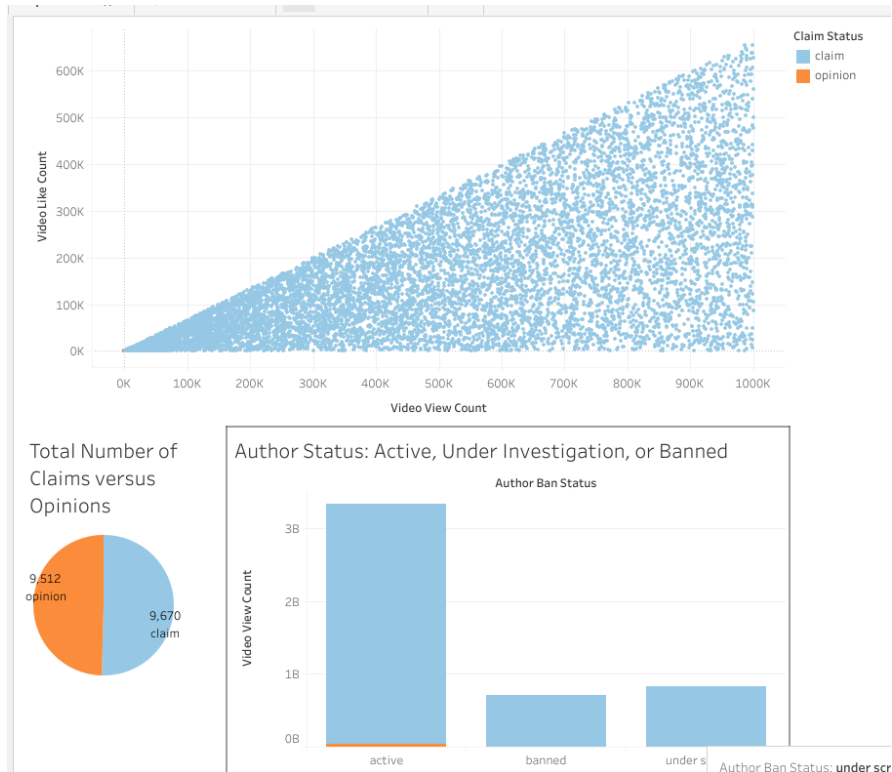 Claim Status
claim
opinion
600K
500K
400K
300K
200K
100K
0K
Video Like Count
0K 100K 200K 300K 400K 500K 600K 700K 800K 900K 1000K
Video View Count
Total Number of
Claims versus
Opinions
9,512
opinion
9,670
claim
Author Status: Active, Under Investigation, or Banned
Author Ban Status
3B
2B
1B
0B
Video View Count
active banned under s
Author Ban Status: under scr